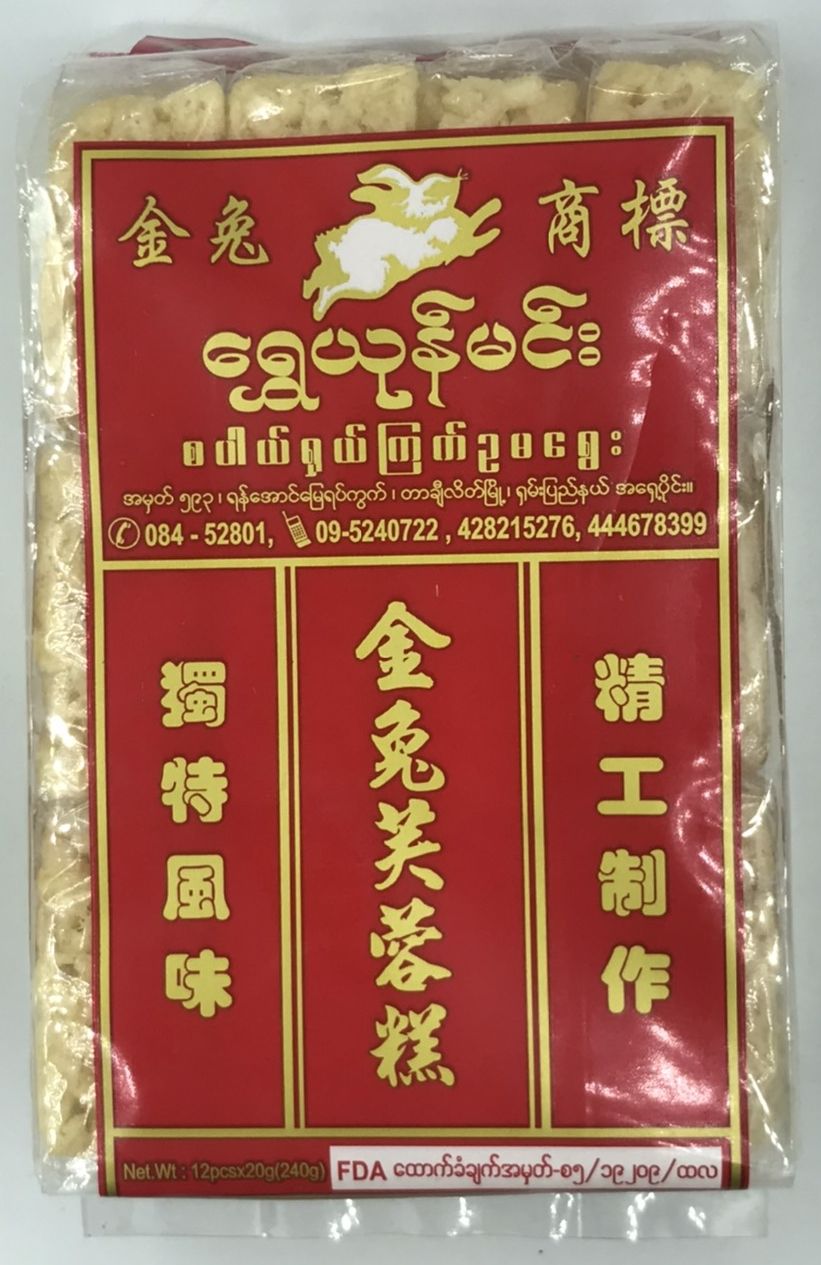 金兔 商標
ရွှေယုန်မင်း
စပါယ်ရှယ်ကြက်ဥမရွေး
အမှတ် ၅၉၃၊ ရန်အောင်မြေရပ်ကွက်၊ တာချီလိတ်မြို့၊ ရှမ်းပြည်နယ် အရှေ့ပိုင်း။
084 - 52801, 09-5240722 , 428215276, 444678399
精工制作
金兔芙蓉糕
獨特風味
Net.Wt : 12pcsx20g(240g) FDA ထောက်ခံချက်အမှတ်-စ၅/၁၉၂၀၉/ထလ